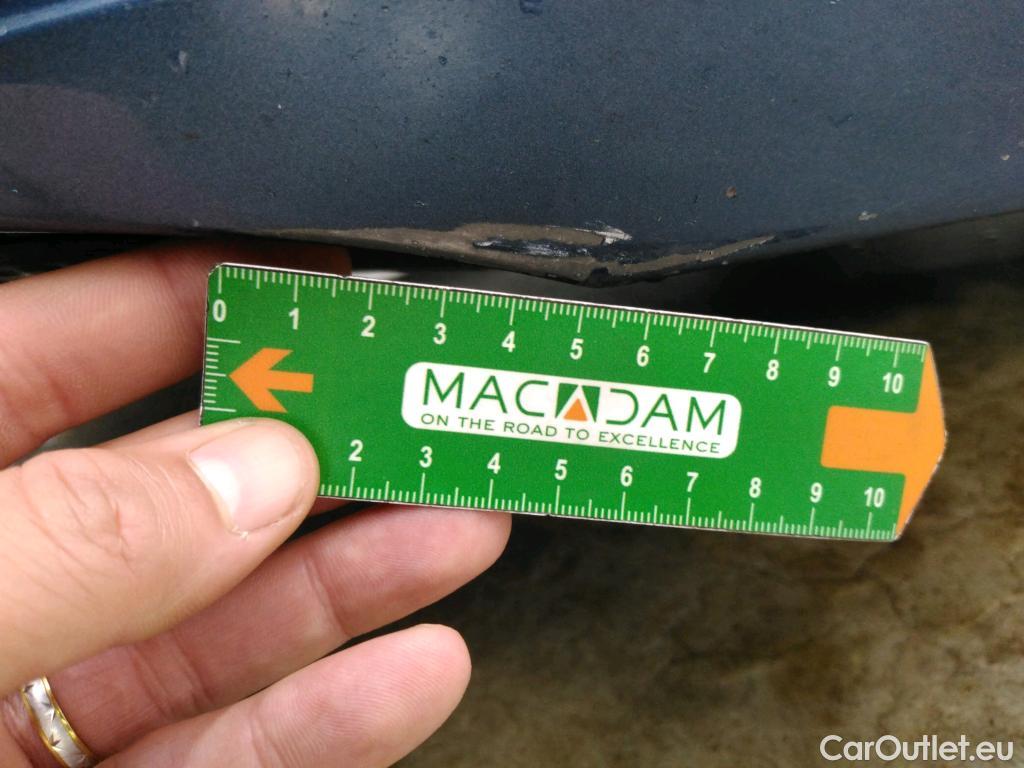 0 1 2 3 4 5 6 7 8 9 10
MACADAM
ON THE ROAD TO EXCELLENCE
2 3 4 5 6 7 8 9 10
CarOutlet.eu